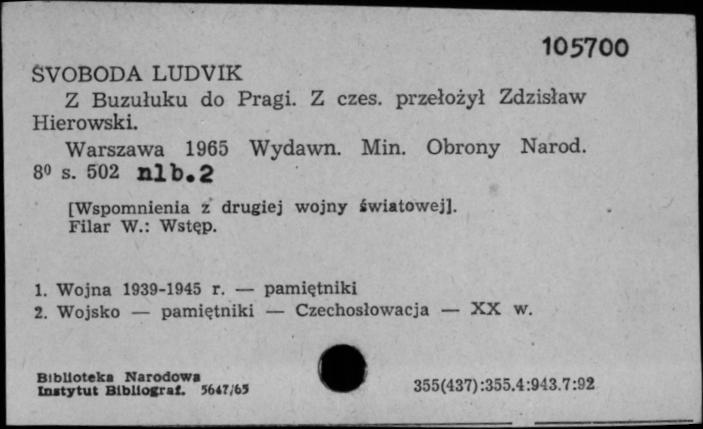 105700
SVOBODA LUDVIK
Z Buzułuku do Pragi. Z czes. przełożył Zdzisław
Hierowski.
Warszawa 1965 Wydawn. Min. Obrony Narod.
8⁰ s. 502 nlb.2
[Wspomnienia z drugiej wojny światowej].
Filar W.: Wstęp.
1. Wojna 1939-1945 r. — pamiętniki
2. Wojsko — pamiętniki — Czechosłowacja — XX w.
Biblioteka Narodowa
Instytut Bibliograf. 5647/65
355(437):355.4:943.7:92